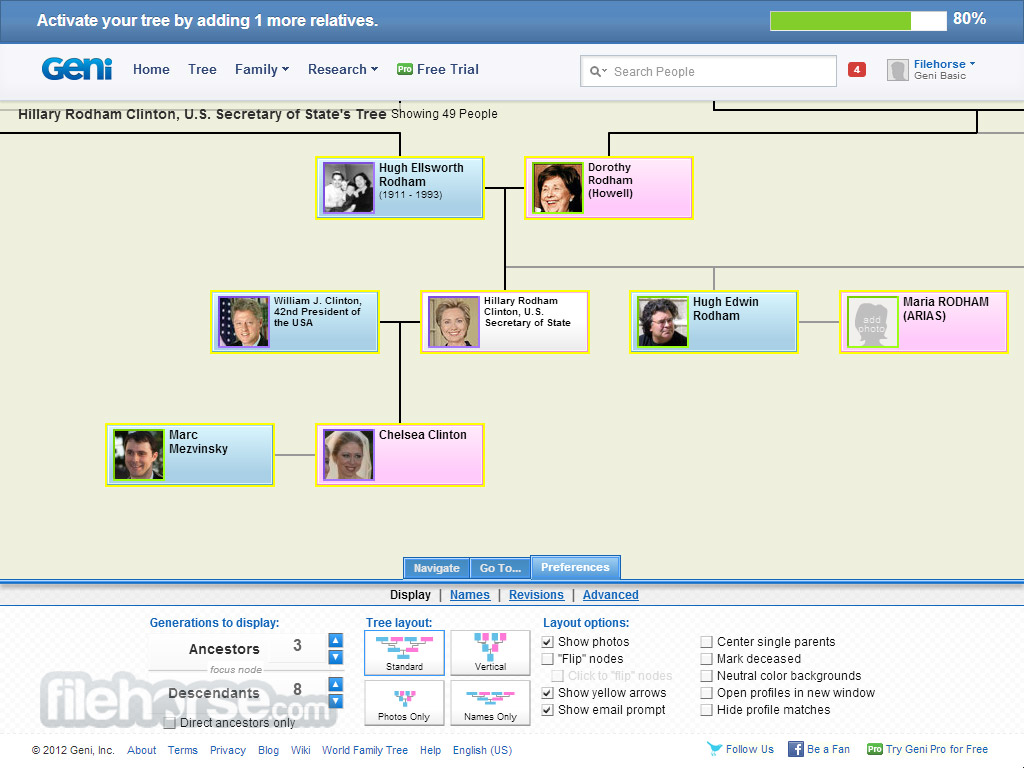 Activate your tree by adding 1 more relatives.
80%
Geni
Home
Tree
Family
Research
Pro Free Trial
Search People
4
Filehorse
Geni Basic
Hillary Rodham Clinton, U.S. Secretary of State's Tree Showing 49 People
Hugh Ellsworth
Rodham
(1911 - 1993)
Dorothy
Rodham
(Howell)
William J. Clinton,
42nd President of
the USA
Hillary Rodham
Clinton, U.S.
Secretary of State
Hugh Edwin
Rodham
add
photo
Maria RODHAM
(ARIAS)
Marc
Mezvinsky
Chelsea Clinton
Navigate
Go To...
Preferences
Display | Names | Revisions | Advanced
Generations to display:
Ancestors 3
focus node
Descendants 8
Direct ancestors only
filehorse.com
Tree layout:
Standard
Vertical
Photos Only
Names Only
Layout options:
Show photos
"Flip" nodes
Click to "flip" nodes
Show yellow arrows
Show email prompt
Center single parents
Mark deceased
Neutral color backgrounds
Open profiles in new window
Hide profile matches
© 2012 Geni, Inc. About Terms Privacy Blog Wiki World Family Tree Help English (US)
Follow Us
Be a Fan
Pro Try Geni Pro for Free